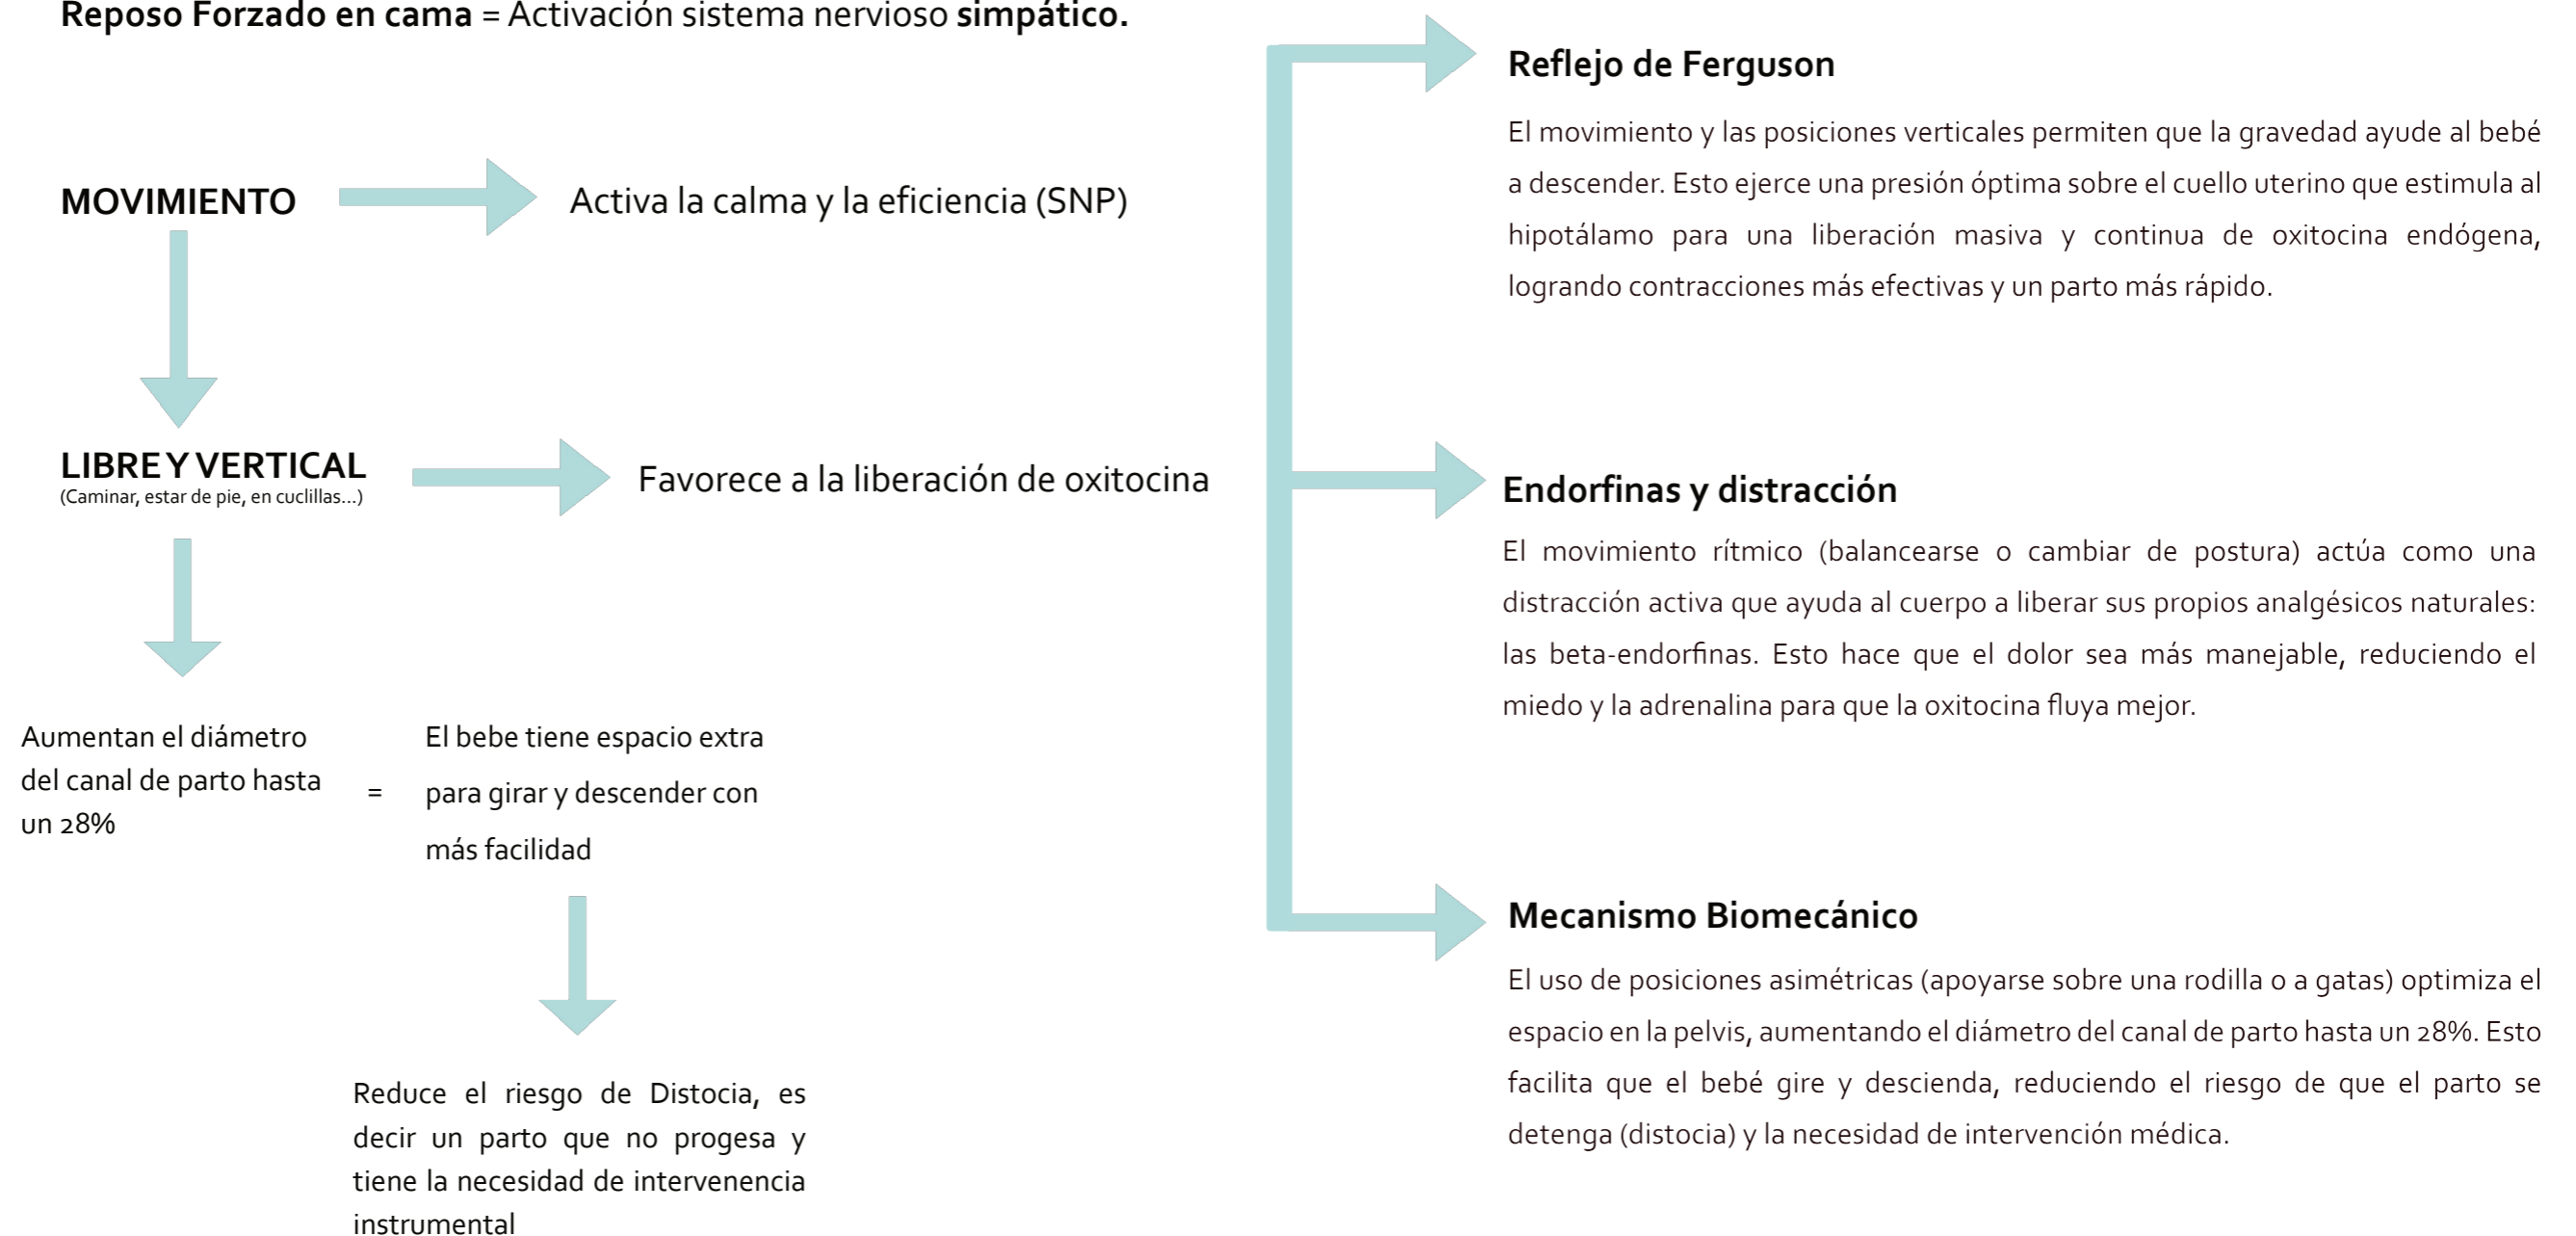 Reposo Forzado en cama = Activación sistema nervioso simpático.
MOVIMIENTO
Activa la calma y la eficiencia (SNP)
LIBRE Y VERTICAL
(Caminar, estar de pie, en cuclillas...)
Favorece a la liberación de oxitocina
Aumentan el diámetro
del canal de parto hasta
un 28%
=
El bebe tiene espacio extra
para girar y descender con
más facilidad
Reduce el riesgo de Distocia, es
decir un parto que no progesa y
tiene la necesidad de intervenencia
instrumental
Reflejo de Ferguson
El movimiento y las posiciones verticales permiten que la gravedad ayude al bebé
a descender. Esto ejerce una presión óptima sobre el cuello uterino que estimula al
hipotálamo para una liberación masiva y continua de oxitocina endógena,
logrando contracciones más efectivas y un parto más rápido.
Endorfinas y distracción
El movimiento rítmico (balancearse o cambiar de postura) actúa como una
distracción activa que ayuda al cuerpo a liberar sus propios analgésicos naturales:
las beta-endorfinas. Esto hace que el dolor sea más manejable, reduciendo el
miedo y la adrenalina para que la oxitocina fluya mejor.
Mecanismo Biomecánico
El uso de posiciones asimétricas (apoyarse sobre una rodilla o a gatas) optimiza el
espacio en la pelvis, aumentando el diámetro del canal de parto hasta un 28%. Esto
facilita que el bebé gire y descienda, reduciendo el riesgo de que el parto se
detenga (distocia) y la necesidad de intervención médica.